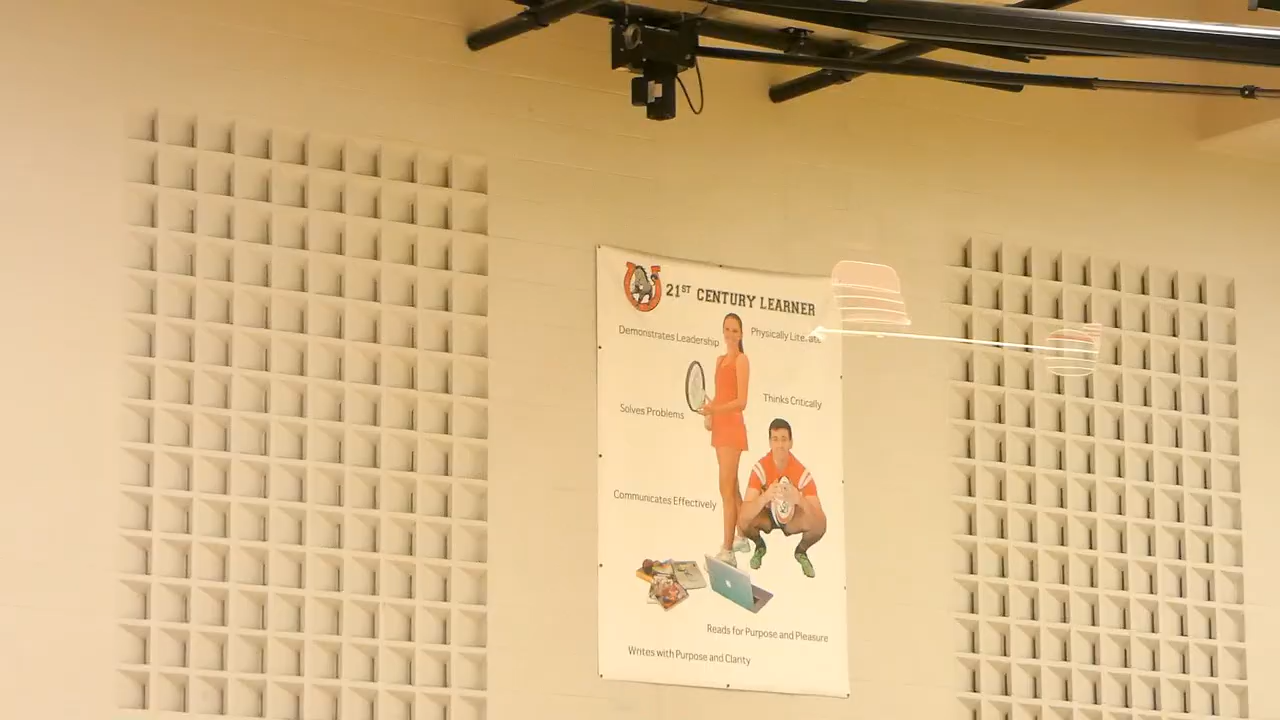 21ST CENTURY LEARNER
Demonstrates Leadership
Physically Literate
Solves Problems
Thinks Critically
Communicates Effectively
Reads for Purpose and Pleasure
Writes with Purpose and Clarity